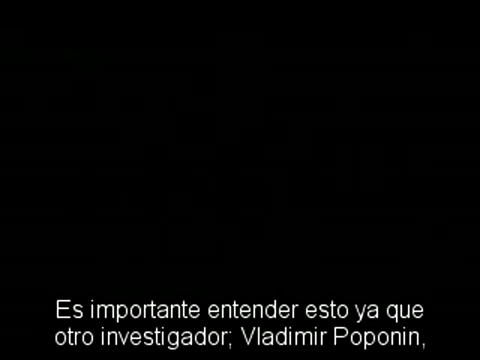 Es importante entender esto ya que
otro investigador; Vladimir Poponin,